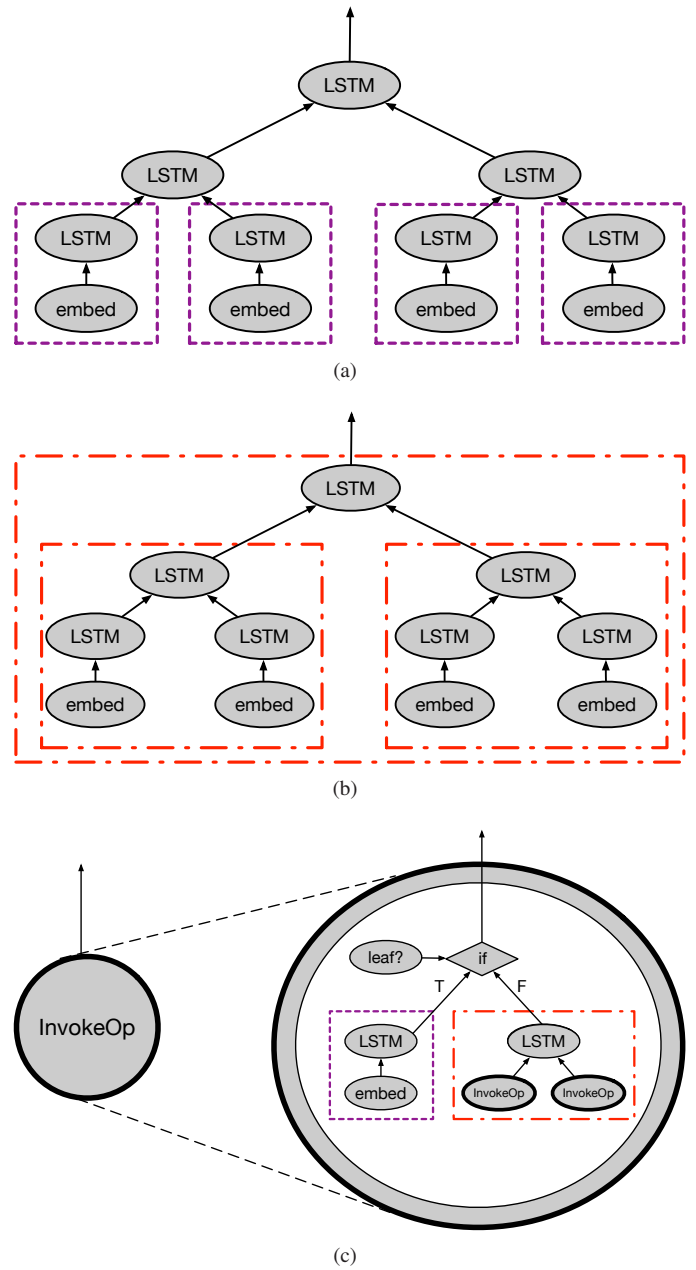 LSTM
LSTM LSTM
LSTM LSTM LSTM LSTM
embed embed embed embed
(a)
LSTM
LSTM LSTM
LSTM LSTM LSTM LSTM
embed embed embed embed
(b)
leaf? if
T F
InvokeOp
LSTM LSTM
embed InvokeOp InvokeOp
(c)